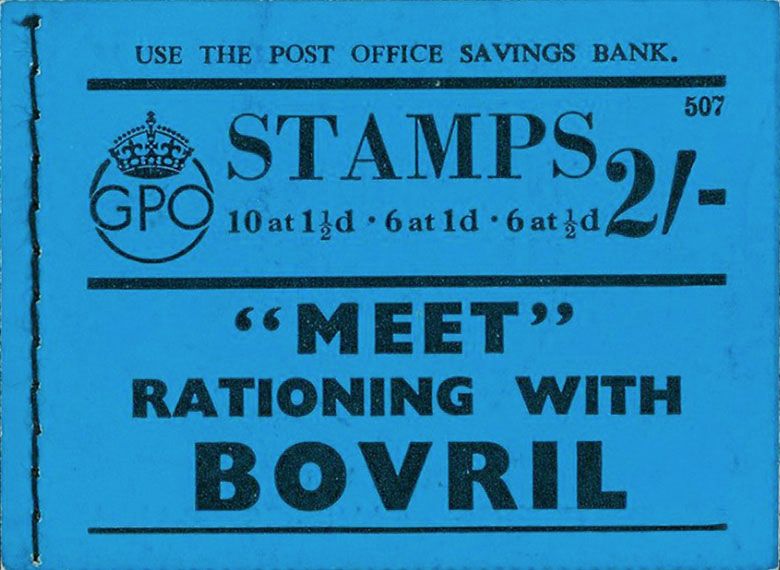 USE THE POST OFFICE SAVINGS BANK.
507
STAMPS
GPO
10 at 1½d · 6 at 1d · 6 at ½d 2/-
"MEET"
RATIONING WITH
BOVRIL